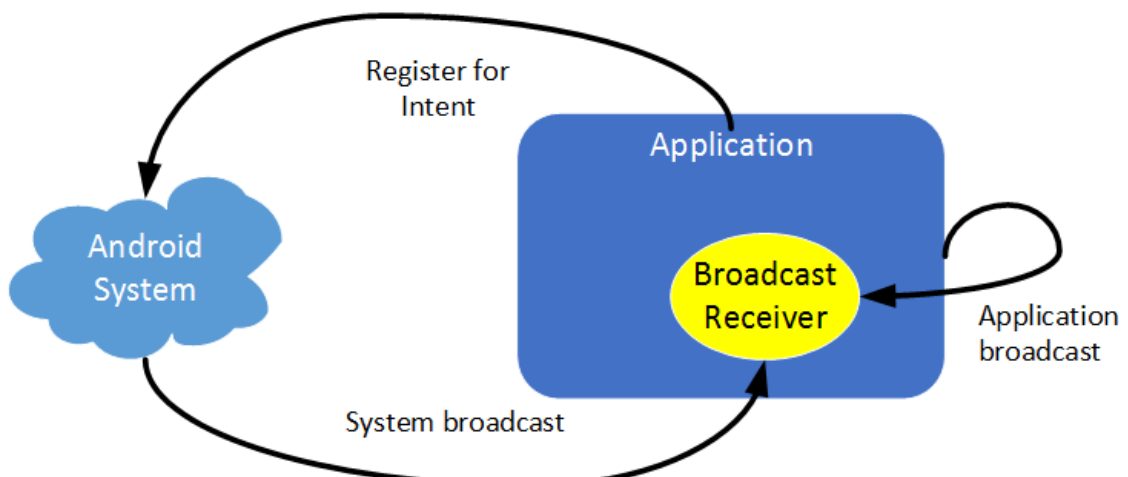 Register for
Intent
Application
Android
System
Broadcast
Receiver
Application
broadcast
System broadcast